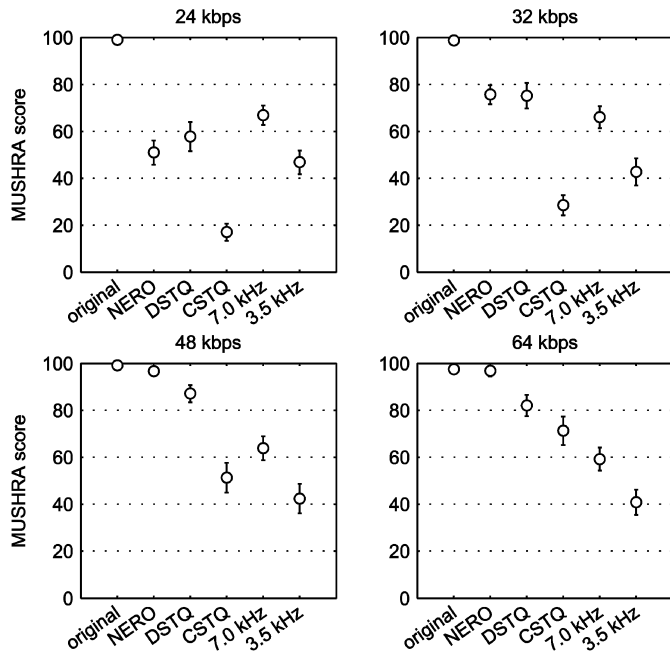 24 kbps
MUSHRA score
100
80
60
40
20
0
original
NERO
DSTQ
CSTQ
7.0 kHz
3.5 kHz
32 kbps
100
80
60
40
20
0
original
NERO
DSTQ
CSTQ
7.0 kHz
3.5 kHz
48 kbps
MUSHRA score
100
80
60
40
20
0
original
NERO
DSTQ
CSTQ
7.0 kHz
3.5 kHz
64 kbps
100
80
60
40
20
0
original
NERO
DSTQ
CSTQ
7.0 kHz
3.5 kHz